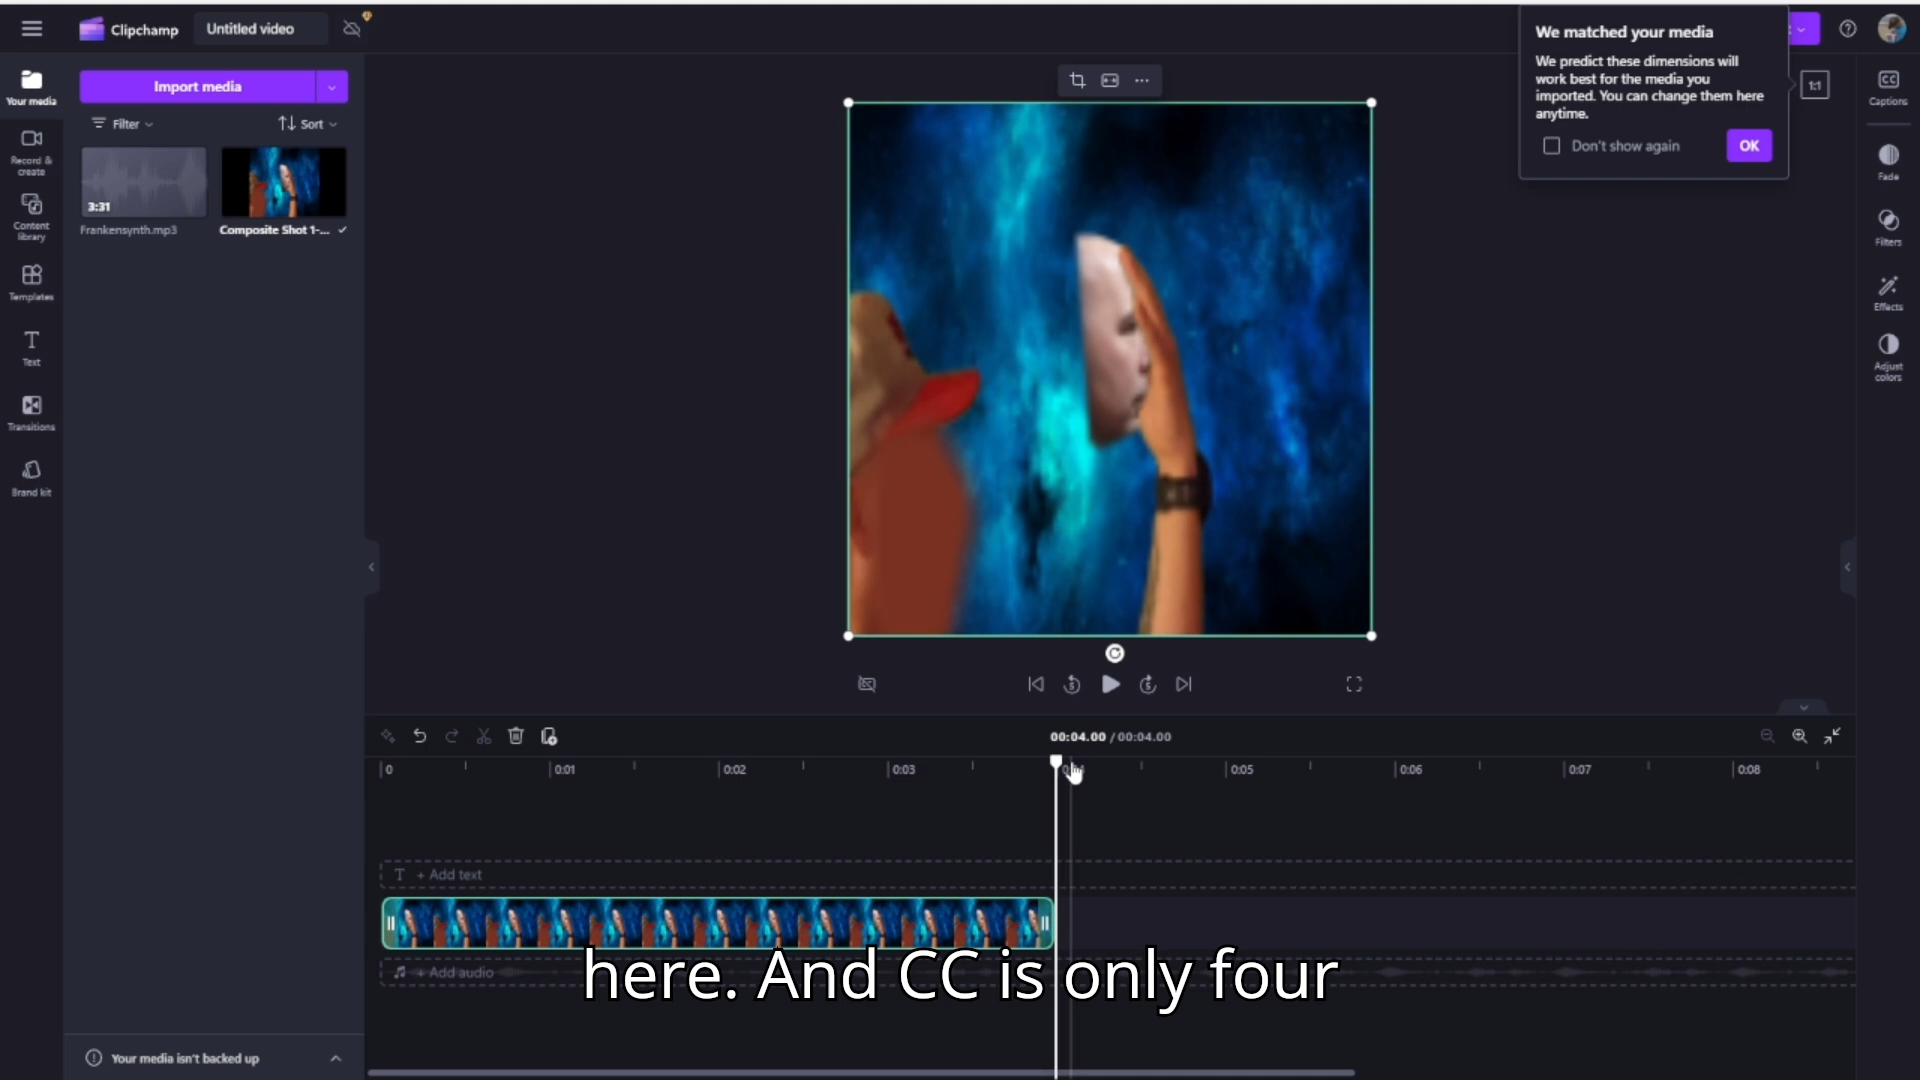 Clipchamp
Untitled video
We matched your media
We predict these dimensions will
work best for the media you
imported. You can change them here
anytime.
Don't show again
OK
1:1
Your media
Import media
CC
Captions
Filter
Sort
Record &
create
3:31
Frankensynth.mp3
Composite Shot 1-...
Fade
Content
library
Filters
Templates
Effects
Text
Adjust
colors
Transitions
Brand kit
5
5
00:04.00 / 00:04.00
0
0:01
0:02
0:03
0:05
0:06
0:07
0:08
T + Add text
+ Add audio
here. And CC is only four
Your media isn't backed up